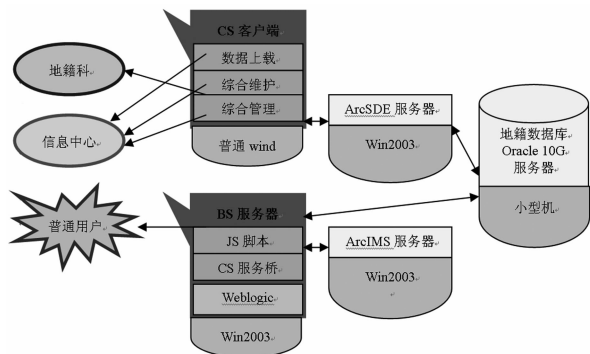 CS 客户端
数据上载
综合维护
综合管理
普通 wind
地籍科
信息中心
ArcSDE 服务器
Win2003
地籍数据库
Oracle 10G
服务器
小型机
普通用户
BS 服务器
JS 脚本
CS 服务桥
Weblogic
Win2003
ArcIMS 服务器
Win2003